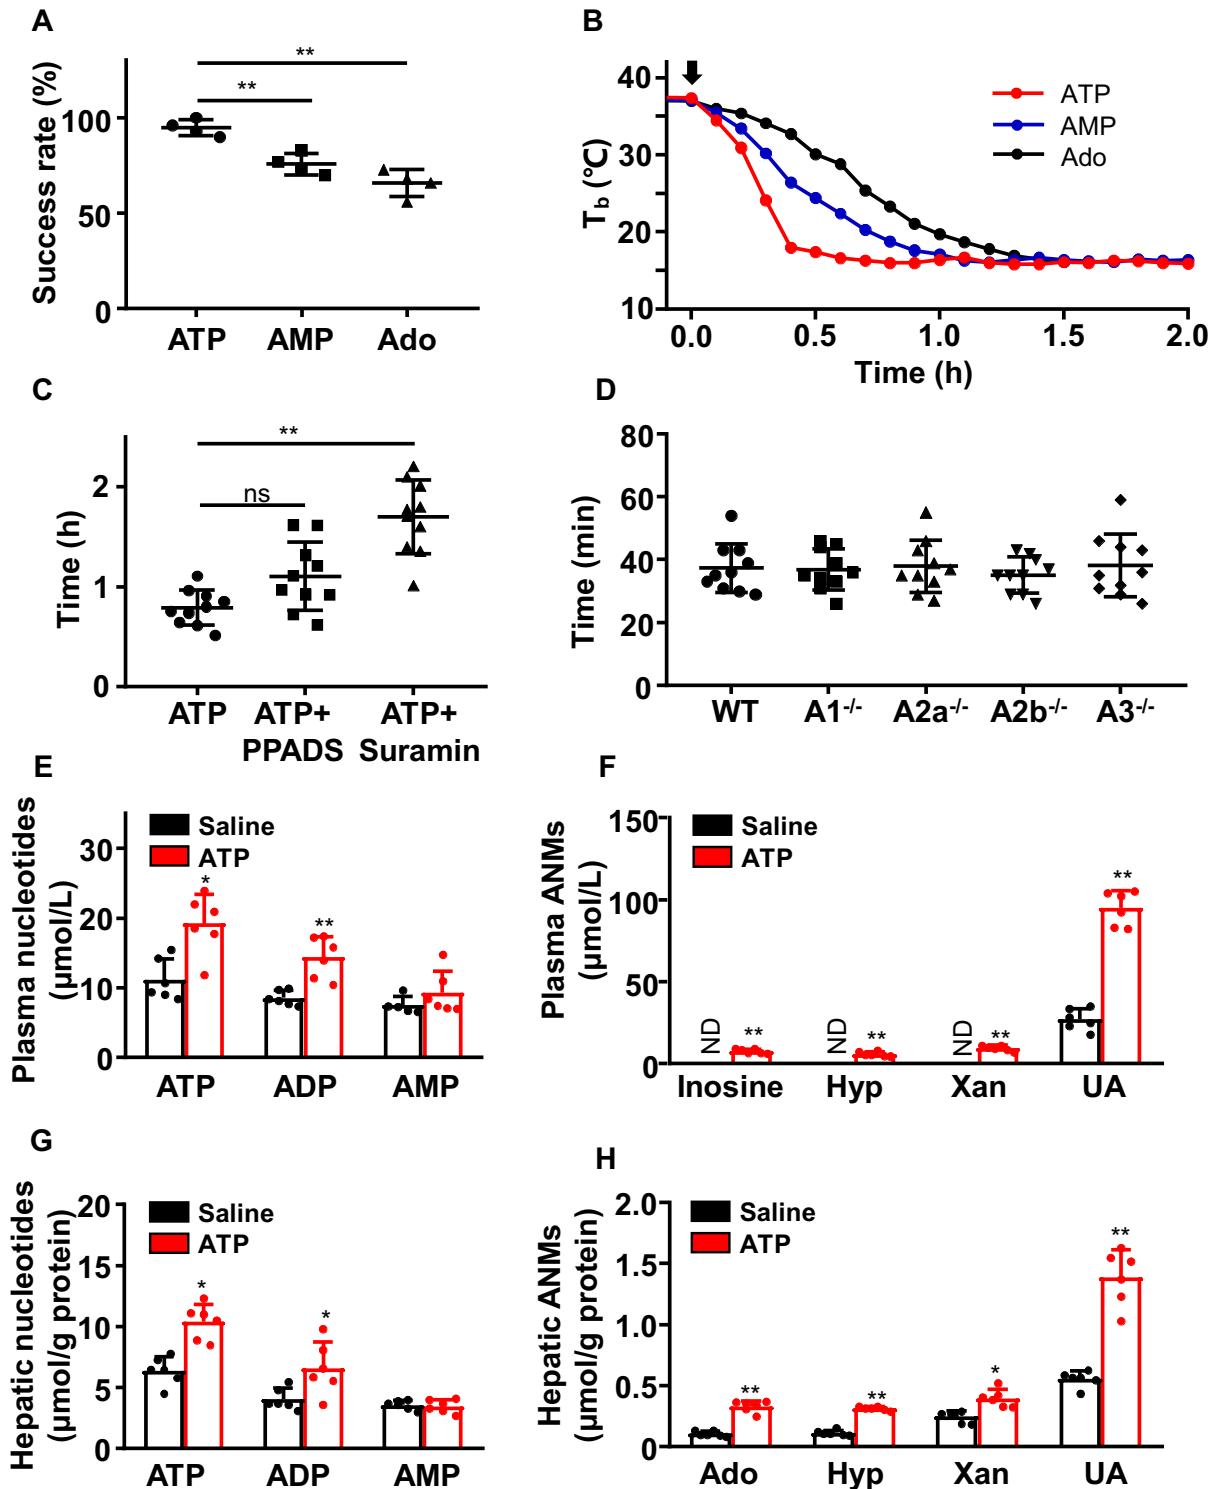 A
Success rate (%)
100
50
0
**
**
ATP AMP Ado
B
T_b (℃)
40
30
20
10
ATP
AMP
Ado
0.0 0.5 1.0 1.5 2.0
Time (h)
C
Time (h)
2
1
0
**
ns
ATP ATP+ ATP+
PPADS Suramin
D
Time (min)
80
60
40
20
0
WT A1-/- A2a-/- A2b-/- A3-/-
E
Plasma nucleotides
(μmol/L)
30
20
10
0
Saline
ATP
*
**
ATP ADP AMP
F
Plasma ANMs
(μmol/L)
150
100
50
0
Saline
ATP
ND ** ND ** ND ** **
Inosine Hyp Xan UA
G
Hepatic nucleotides
(μmol/g protein)
20
15
10
5
0
Saline
ATP
*
*
ATP ADP AMP
H
Hepatic ANMs
(μmol/g protein)
2.0
1.5
1.0
0.5
0
Saline
ATP
** ** * **
Ado Hyp Xan UA